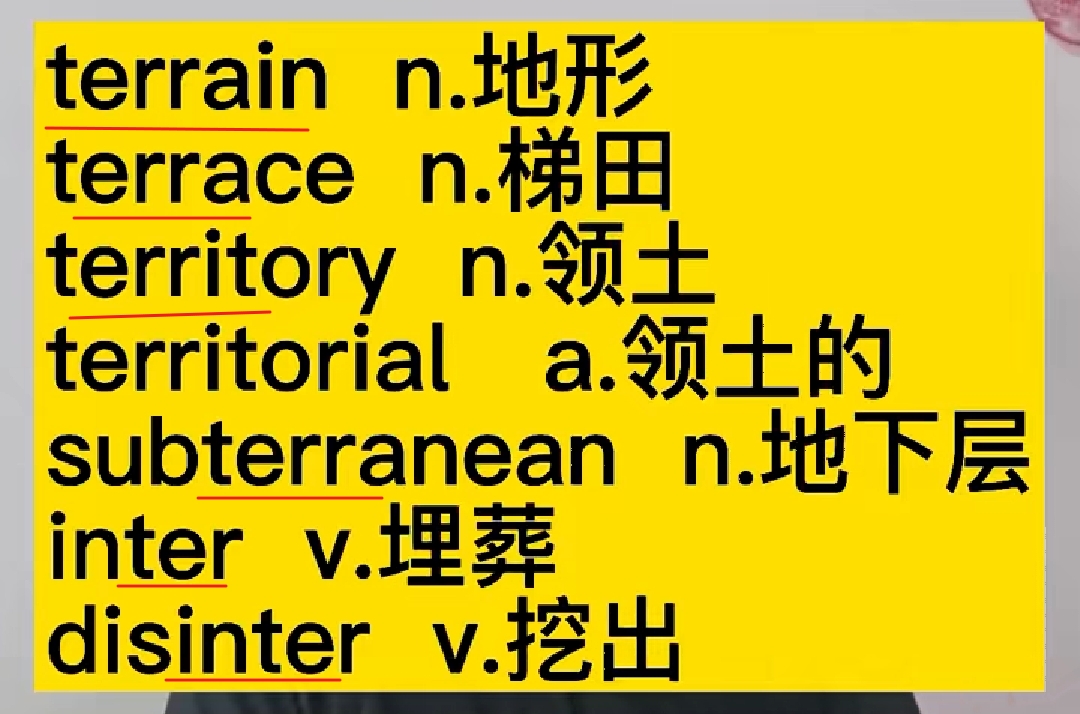 terrain n.地形
terrace n.梯田
territory n.领土
territorial a.领土的
subterranean n.地下层
inter v.埋葬
disinter v.挖出